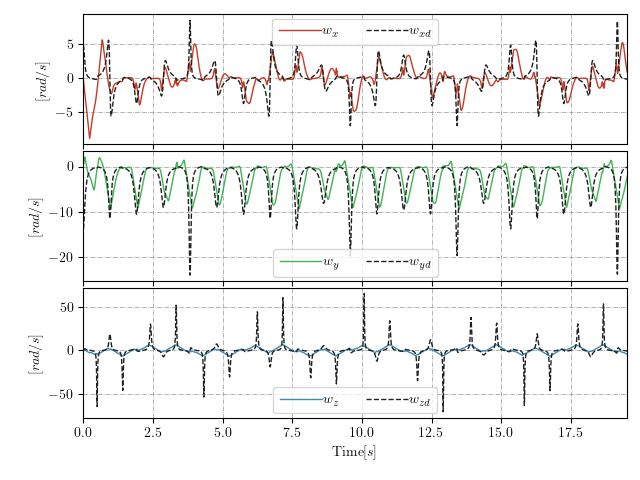 5
0
−5
[rad/s]
w_x w_xd
0
−10
−20
[rad/s]
w_y w_yd
50
0
−50
[rad/s]
w_z w_zd
0.0 2.5 5.0 7.5 10.0 12.5 15.0 17.5
Time[s]